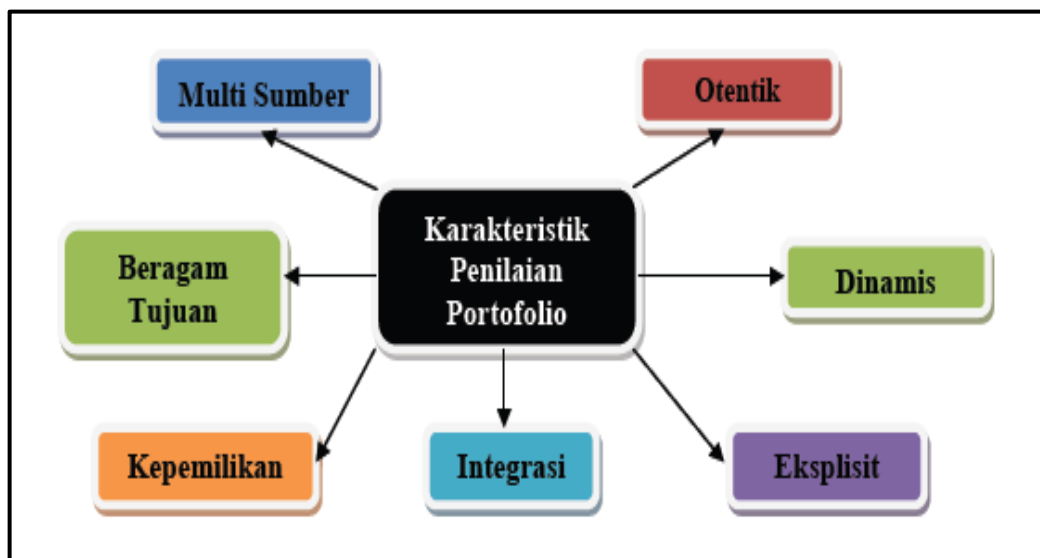 Multi Sumber
Otentik
Karakteristik
Penilaian
Portofolio
Beragam
Tujuan
Dinamis
Kepemilikan
Integrasi
Eksplisit